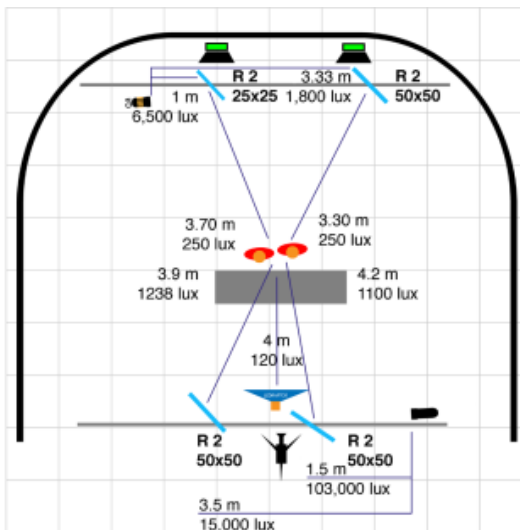 R 2
25x25
3.33 m
1,800 lux
R 2
50x50
1 m
6,500 lux
3.70 m
250 lux
3.30 m
250 lux
3.9 m
1238 lux
4.2 m
1100 lux
4 m
120 lux
R 2
50x50
R 2
50x50
1.5 m
103,000 lux
3.5 m
15,000 lux